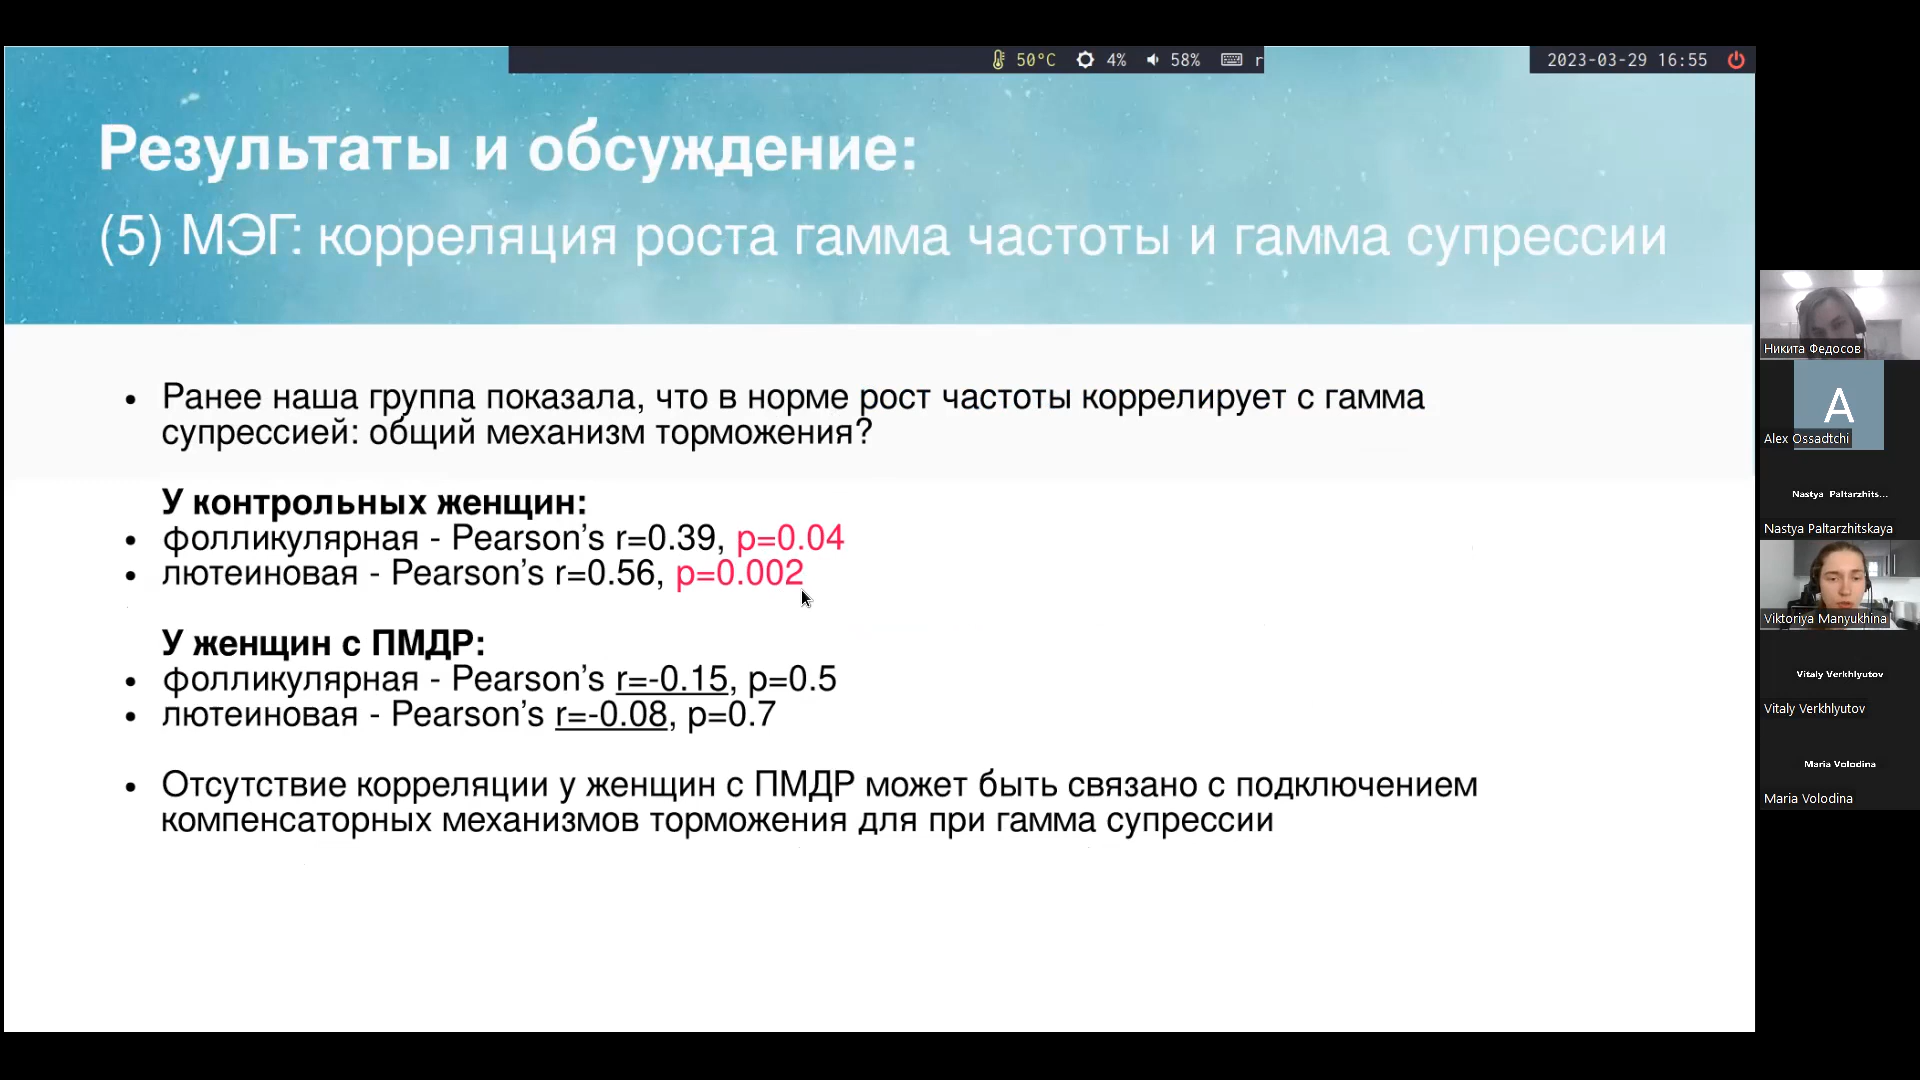 50°C 4% 58% r
2023-03-29 16:55
Результаты и обсуждение:
(5) МЭГ: корреляция роста гамма частоты и гамма супрессии
• Ранее наша группа показала, что в норме рост частоты коррелирует с гамма
супрессией: общий механизм торможения?
У контрольных женщин:
• фолликулярная - Pearson’s r=0.39, p=0.04
• лютеиновая - Pearson’s r=0.56, p=0.002
У женщин с ПМДР:
• фолликулярная - Pearson’s r=-0.15, p=0.5
• лютеиновая - Pearson’s r=-0.08, p=0.7
• Отсутствие корреляции у женщин с ПМДР может быть связано с подключением
компенсаторных механизмов торможения для при гамма супрессии
Никита Федосов
A
Alex Ossadtchi
Nastya Paltarzhits...
Nastya Paltarzhitskaya
Viktoriya Manyukhina
Vitaly Verkhlyutov
Vitaly Verkhlyutov
Maria Volodina
Maria Volodina